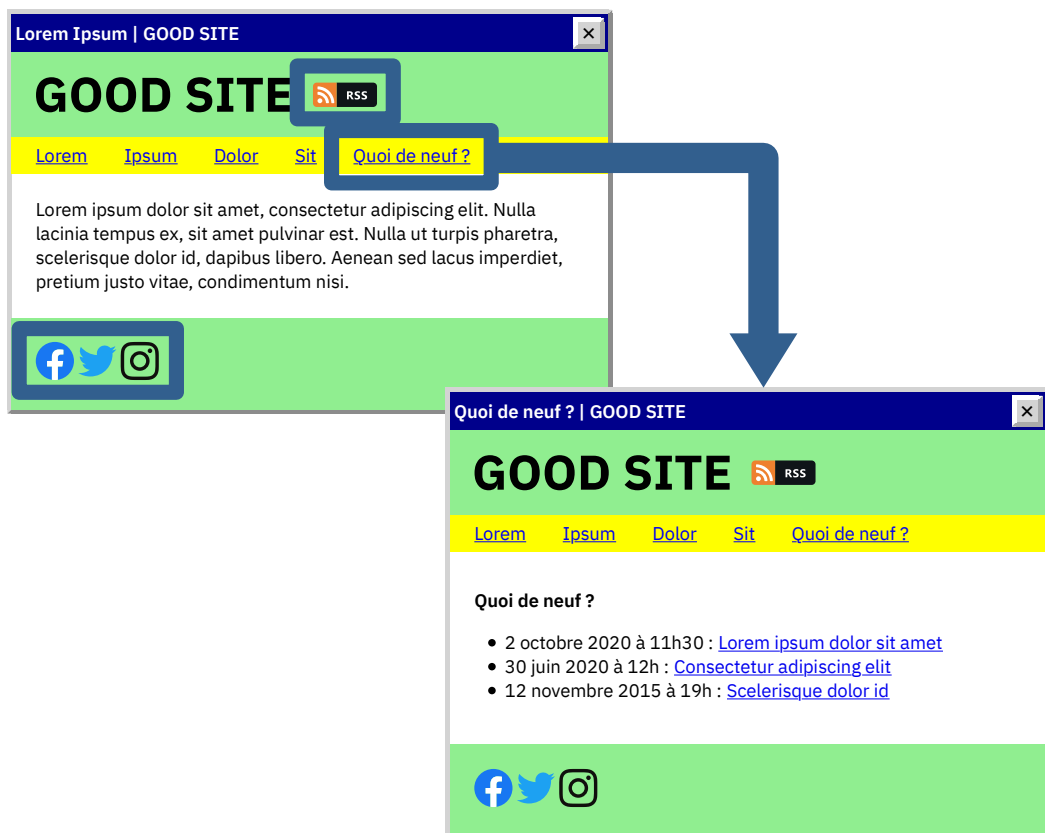 Lorem Ipsum | GOOD SITE
GOOD SITE
RSS
Lorem Ipsum Dolor Sit Quoi de neuf ?
Lorem ipsum dolor sit amet, consectetur adipiscing elit. Nulla
lacinia tempus ex, sit amet pulvinar est. Nulla ut turpis pharetra,
scelerisque dolor id, dapibus libero. Aenean sed lacus imperdiet,
pretium justo vitae, condimentum nisi.
Quoi de neuf ? | GOOD SITE
GOOD SITE
RSS
Lorem Ipsum Dolor Sit Quoi de neuf ?
Quoi de neuf ?
2 octobre 2020 à 11h30 : Lorem ipsum dolor sit amet
30 juin 2020 à 12h : Consectetur adipiscing elit
12 novembre 2015 à 19h : Scelerisque dolor id